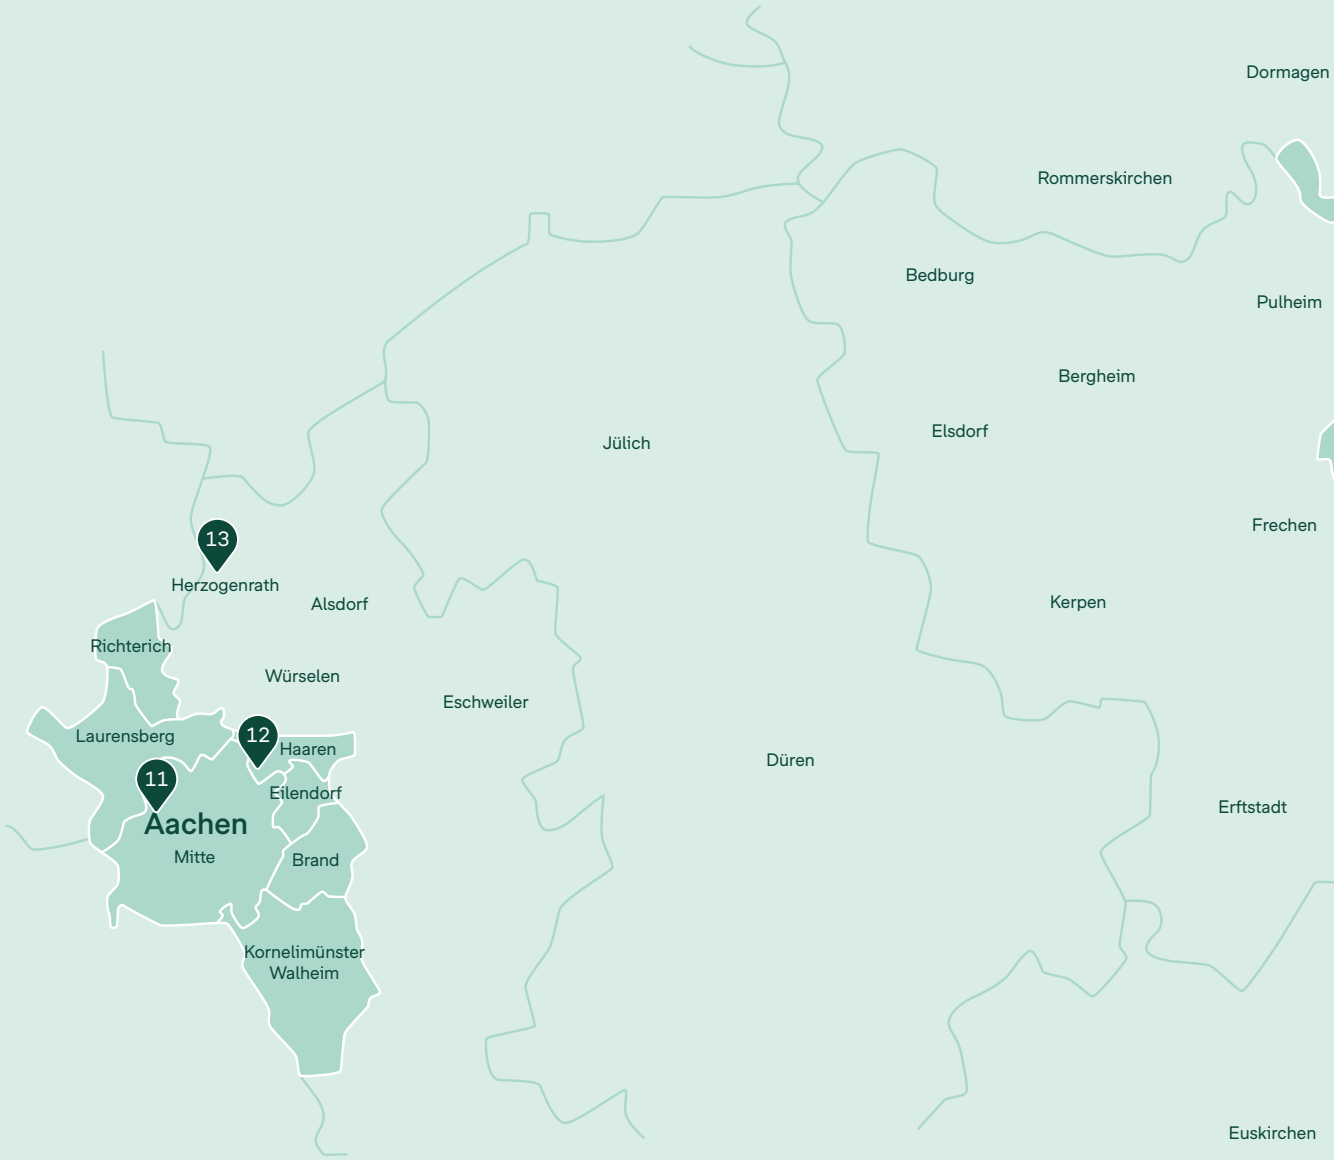 Dormagen
Rommerskirchen
Bedburg
Pulheim
Bergheim
Elsdorf
Jülich
Frechen
13
Herzogenrath
Alsdorf
Kerpen
Richterich
Würselen
Eschweiler
Laurensberg
12
Haaren
Düren
11
Eilendorf
Erftstadt
Aachen
Mitte
Brand
Kornelimünster
Walheim
Euskirchen